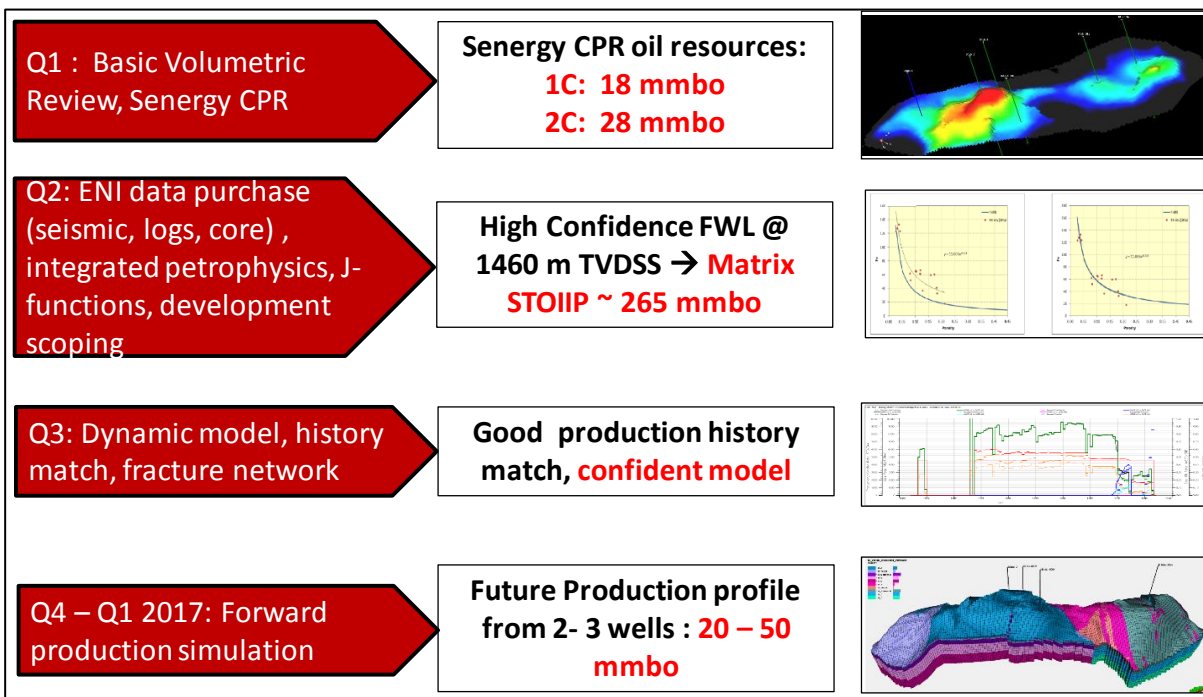 Q1 :  Basic Volumetric
Review, Senergy CPR
Senergy CPR oil resources:
1C:  18 mmbo
2C:  28 mmbo
Q2: ENI data purchase
(seismic, logs, core) ,
integrated petrophysics, J-
functions, development
scoping
High Confidence FWL @
1460 m TVDSS → Matrix
STOIIP ~ 265 mmbo
Porosity
Porosity
Q3: Dynamic model, history
match, fracture network
Good  production history
match, confident model
Q4 – Q1 2017: Forward
production simulation
Future Production profile
from 2- 3 wells : 20 – 50
mmbo